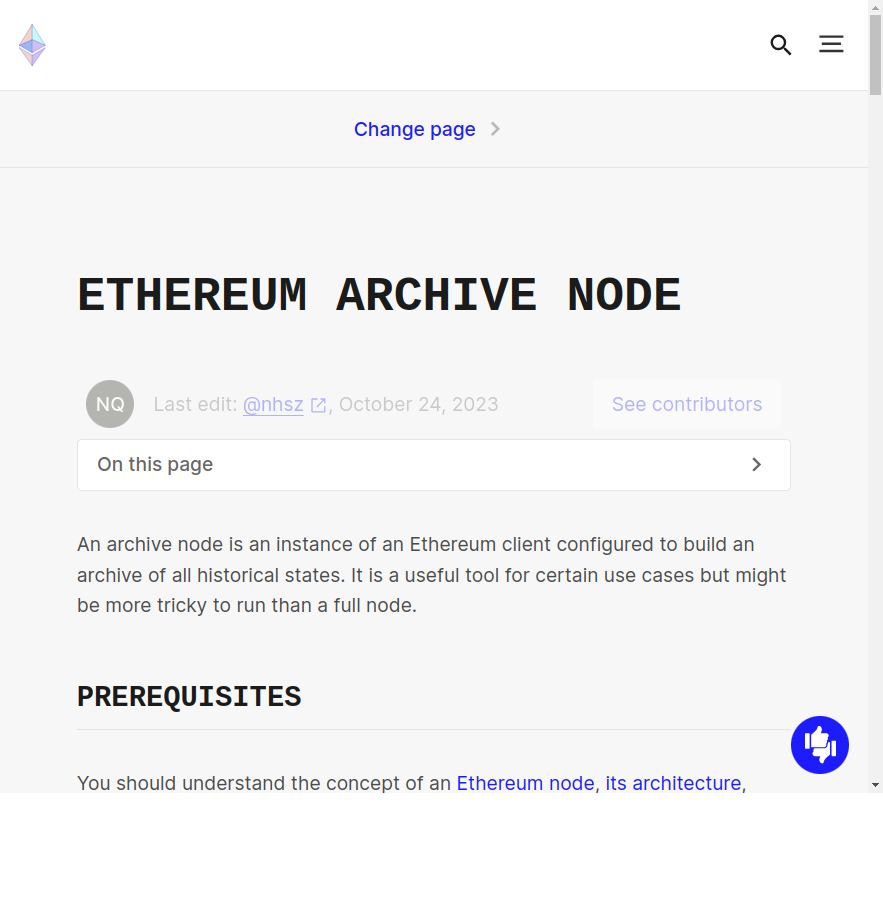 Change page
ETHEREUM ARCHIVE NODE
NQ
Last edit: @nhsz, October 24, 2023
See contributors
On this page
An archive node is an instance of an Ethereum client configured to build an
archive of all historical states. It is a useful tool for certain use cases but might
be more tricky to run than a full node.
PREREQUISITES
You should understand the concept of an Ethereum node, its architecture,